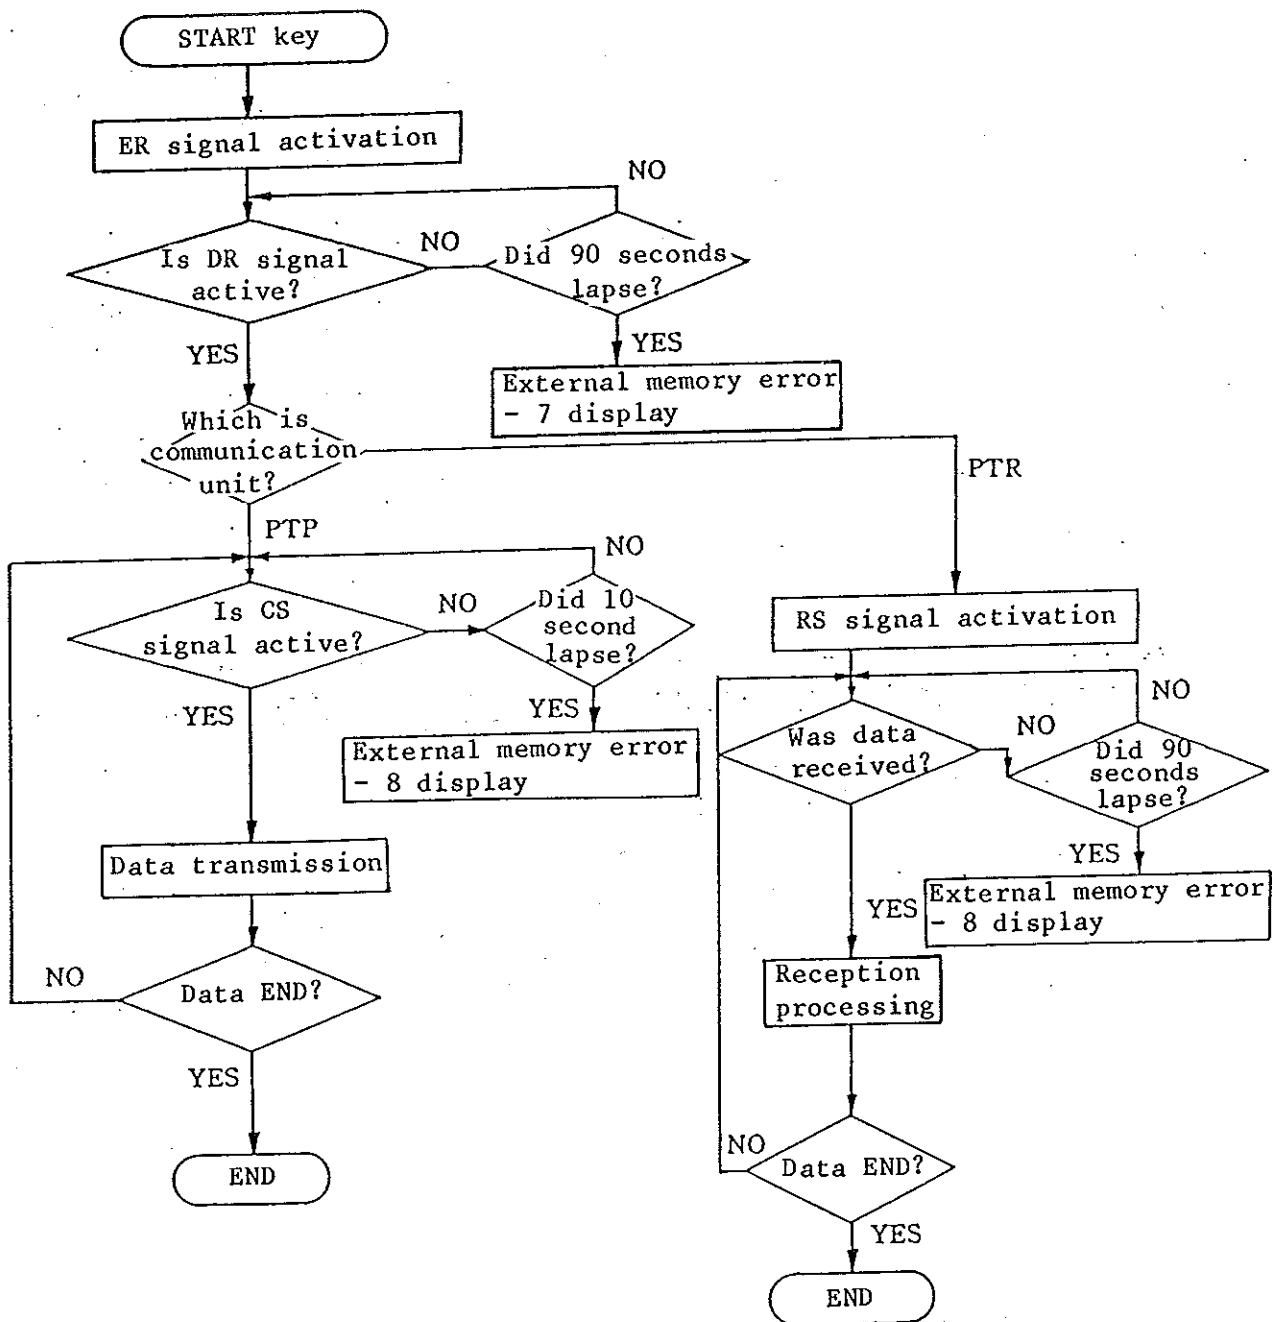 START key
ER signal activation
NO
Is DR signal
active?
NO
Did 90 seconds
lapse?
YES
YES
External memory error
- 7 display
Which is
communication
unit?
PTR
PTP
NO
Is CS
signal active?
NO
Did 10
second
lapse?
YES
YES
External memory error
- 8 display
Data transmission
NO
Data END?
YES
END
RS signal activation
NO
Was data
received?
NO
Did 90
seconds
lapse?
YES
YES
External memory error
- 8 display
Reception
processing
NO
Data END?
YES
END